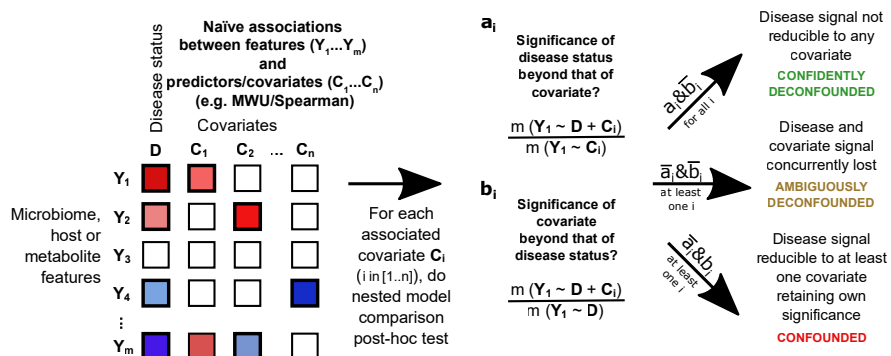 Disease status
Naïve associations
between features (Y1...Ym)
and
predictors/covariates (C1...Cn)
(e.g. MWU/Spearman)
Covariates
D C1 C2 ... Cn
Y1
Y2
Y3
Y4
...
Ym
Microbiome,
host or
metabolite
features
For each
associated
covariate Ci
(i in [1..n]), do
nested model
comparison
post-hoc test
ai
Significance of
disease status
beyond that of
covariate?
m (Y1 ~ D + Ci)
m (Y1 ~ Ci)
bi
Significance of
covariate
beyond that of
disease status?
m (Y1 ~ D + Ci)
m (Y1 ~ D)
ai&b̅i
for all i
a̅i&b̅i
at least
one i
a̅i&bi
at least
one i
Disease signal not
reducible to any
covariate
CONFIDENTLY
DECONFOUNDED
Disease and
covariate signal
concurrently lost
AMBIGUOUSLY
DECONFOUNDED
Disease signal
reducible to at least
one covariate
retaining own
significance
CONFOUNDED